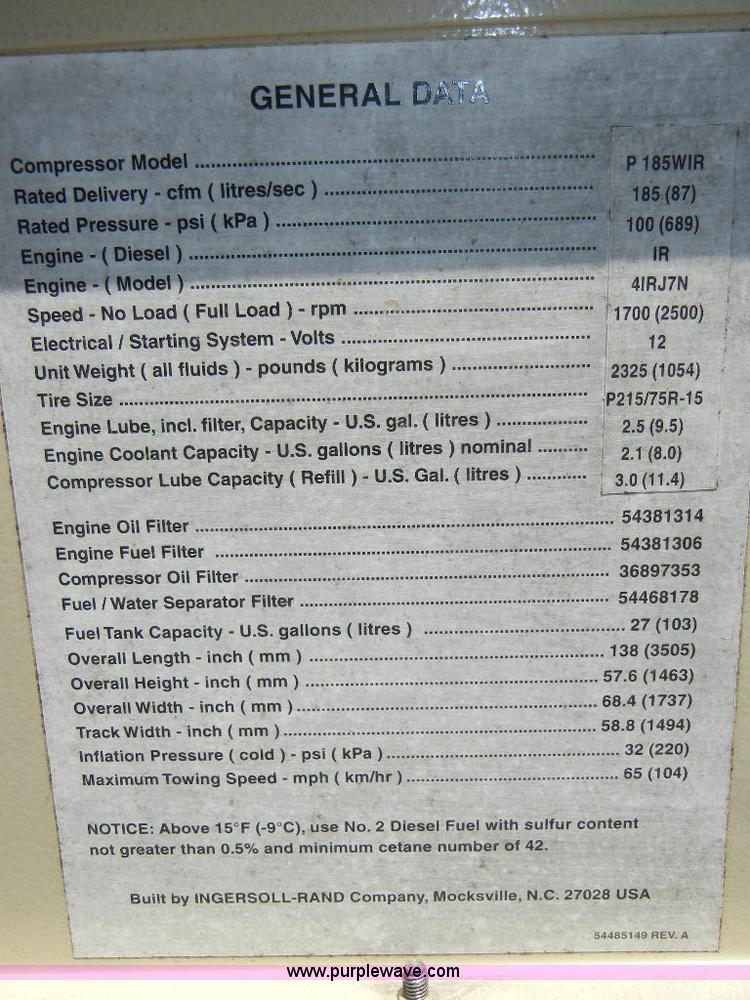 GENERAL DATA
Compressor Model ........ P 185WIR
Rated Delivery - cfm ( litres/sec ) ........ 185 (87)
Rated Pressure - psi ( kPa ) ........ 100 (689)
Engine - ( Diesel ) ........ IR
Engine - ( Model ) ........ 4IRJ7N
Speed - No Load ( Full Load ) - rpm ........ 1700 (2500)
Electrical / Starting System - Volts ........ 12
Unit Weight ( all fluids ) - pounds ( kilograms ) ........ 2325 (1054)
Tire Size ........ P215/75R-15
Engine Lube, incl. filter, Capacity - U.S. gal. ( litres ) ........ 2.5 (9.5)
Engine Coolant Capacity - U.S. gallons ( litres ) nominal ........ 2.1 (8.0)
Compressor Lube Capacity ( Refill ) - U.S. Gal. ( litres ) ........ 3.0 (11.4)
Engine Oil Filter ........ 54381314
Engine Fuel Filter ........ 54381306
Compressor Oil Filter ........ 36897353
Fuel / Water Separator Filter ........ 54468178
Fuel Tank Capacity - U.S. gallons ( litres ) ........ 27 (103)
Overall Length - inch ( mm ) ........ 138 (3505)
Overall Height - inch ( mm ) ........ 57.6 (1463)
Overall Width - inch ( mm ) ........ 68.4 (1737)
Track Width - inch ( mm ) ........ 58.8 (1494)
Inflation Pressure ( cold ) - psi ( kPa ) ........ 32 (220)
Maximum Towing Speed - mph ( km/hr ) ........ 65 (104)
NOTICE: Above 15°F (-9°C), use No. 2 Diesel Fuel with sulfur content
not greater than 0.5% and minimum cetane number of 42.
Built by INGERSOLL-RAND Company, Mocksville, N.C. 27028 USA
54485149 REV. A
www.purplewave.com